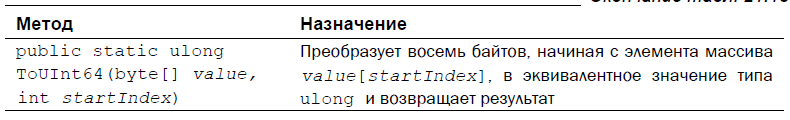 Метод Назначение
public static ulong Преобразует восемь байтов, начиная с элемента массива
ToUInt64(byte[] value, value[startIndex], в эквивалентное значение типа
int startIndex) ulong и возвращает результат